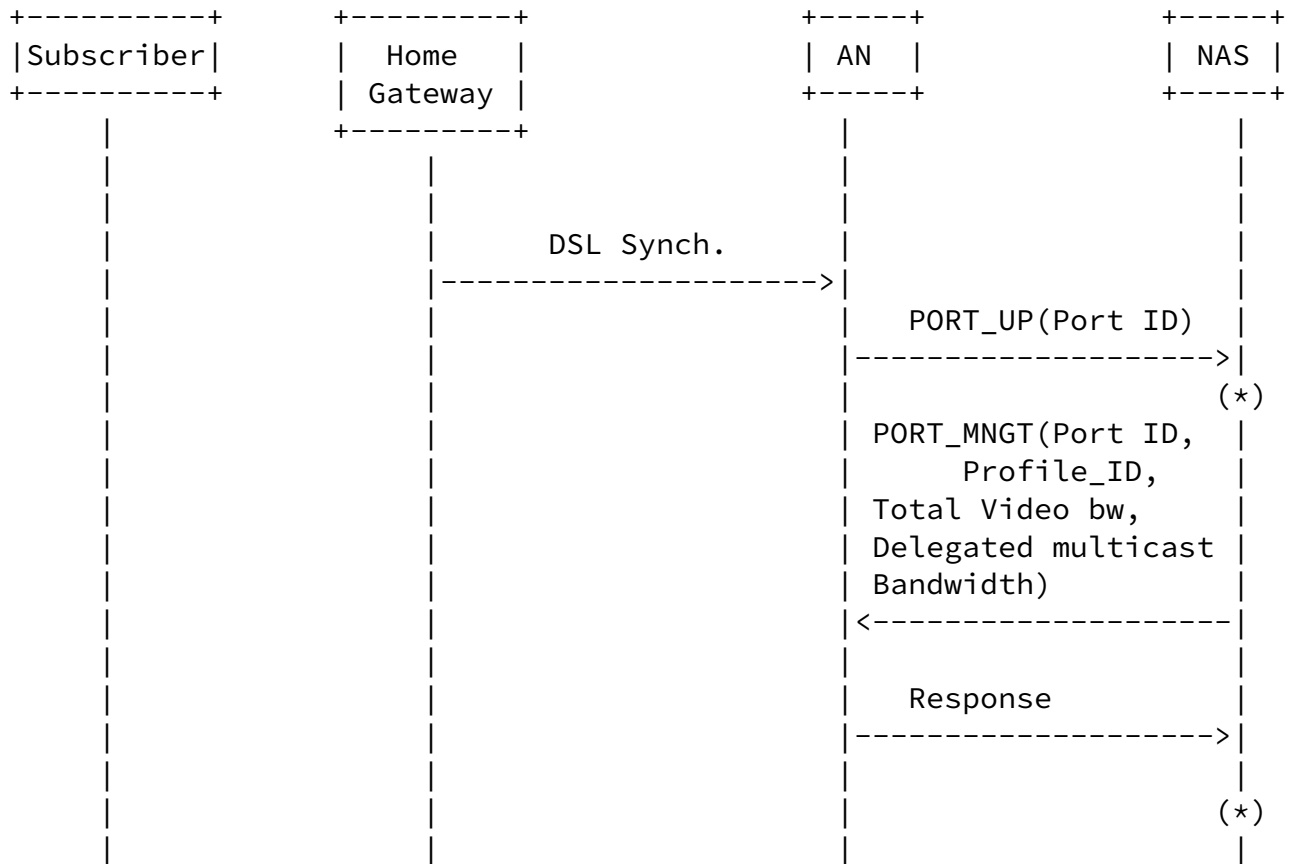 Subscriber Home AN NAS
Gateway
DSL Synch.
PORT_UP(Port ID)
(*)
PORT_MNGT(Port ID,
Profile_ID,
Total Video bw,
Delegated multicast
Bandwidth)
Response
(*)